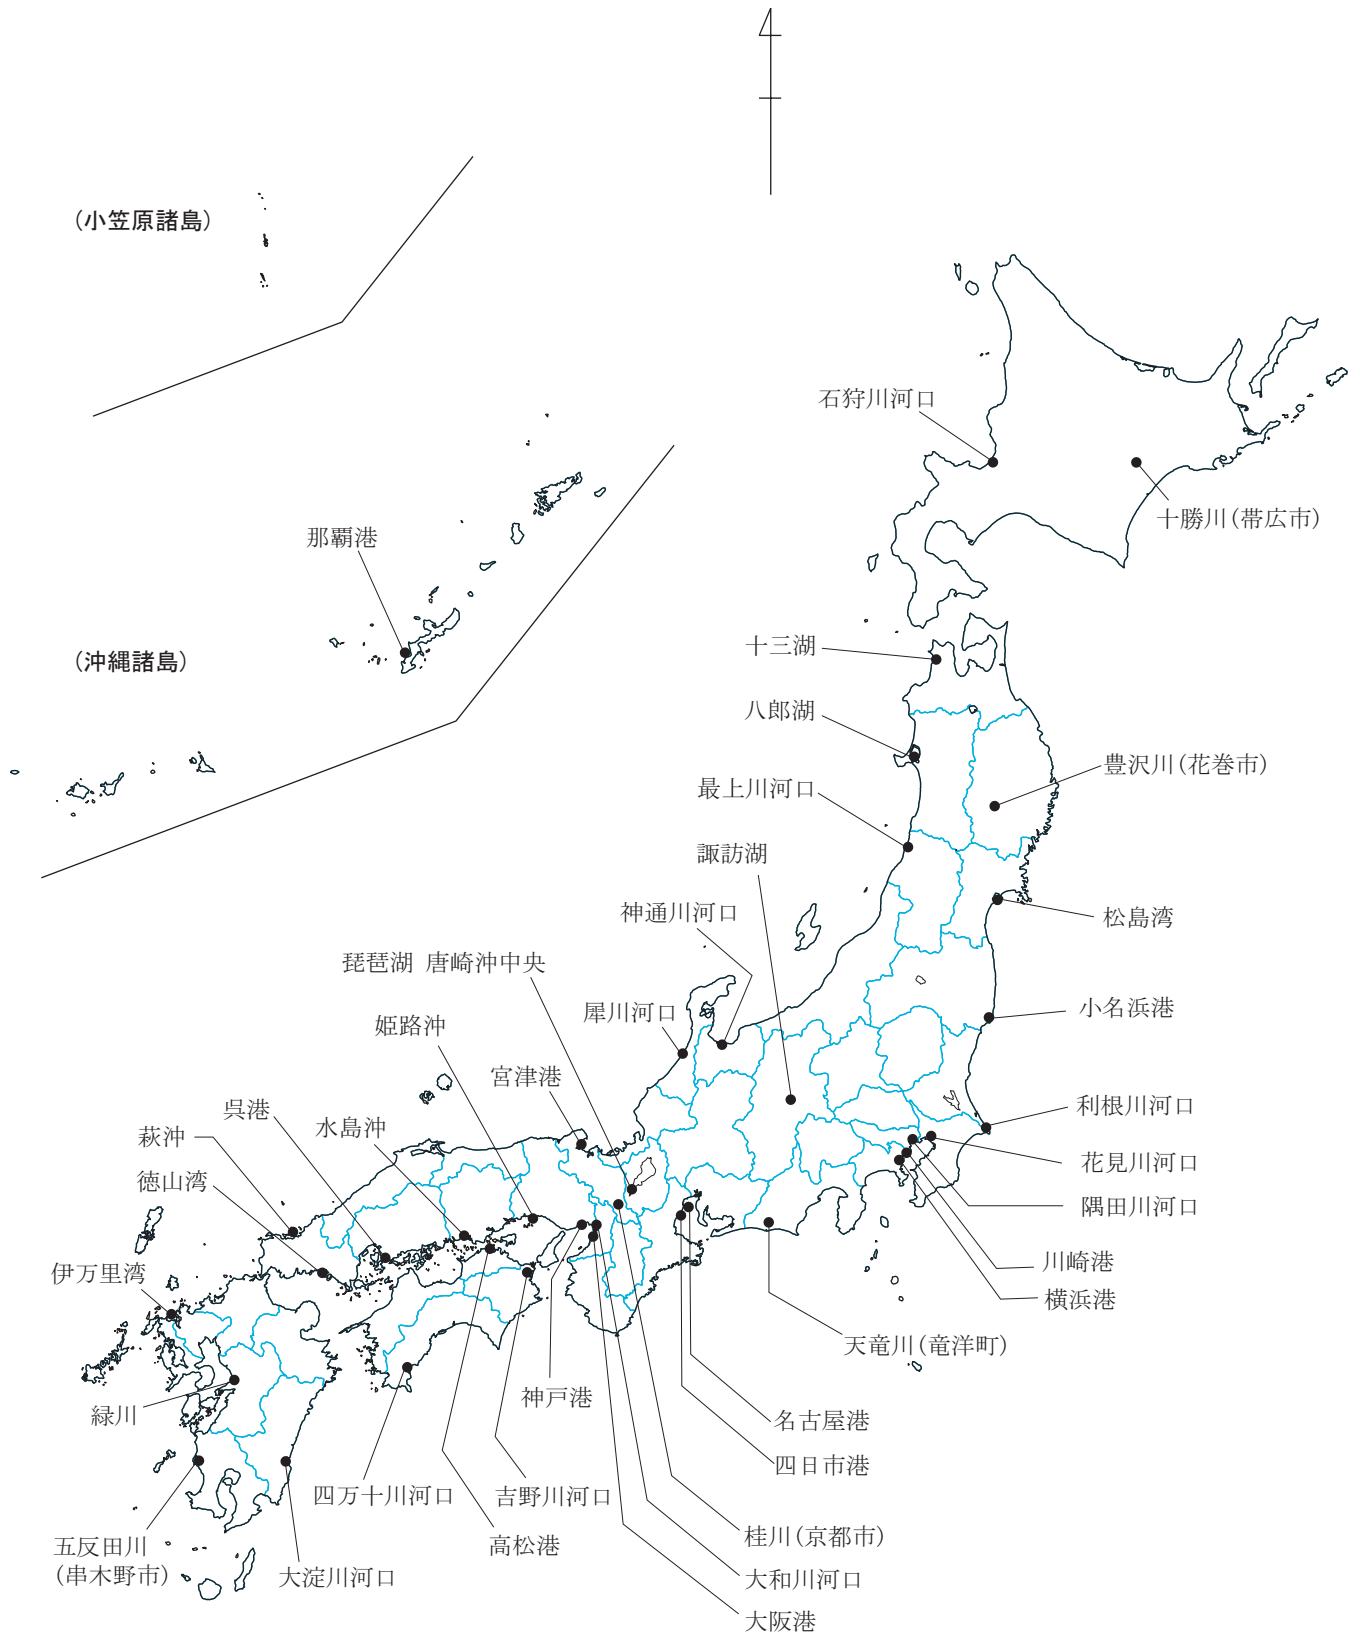 (小笠原諸島)
石狩川河口
十勝川(帯広市)
那覇港
(沖縄諸島)
十三湖
八郎湖
豊沢川(花巻市)
最上川河口
諏訪湖
神通川河口
松島湾
琵琶湖 唐崎沖中央
犀川河口
小名浜港
姫路沖
宮津港
呉港
水島沖
萩沖
徳山湾
利根川河口
花見川河口
隅田川河口
川崎港
横浜港
伊万里湾
天竜川(竜洋町)
緑川
神戸港
名古屋港
四日市港
四万十川河口
吉野川河口
高松港
桂川(京都市)
五反田川
(串木野市)
大淀川河口
大和川河口
大阪港